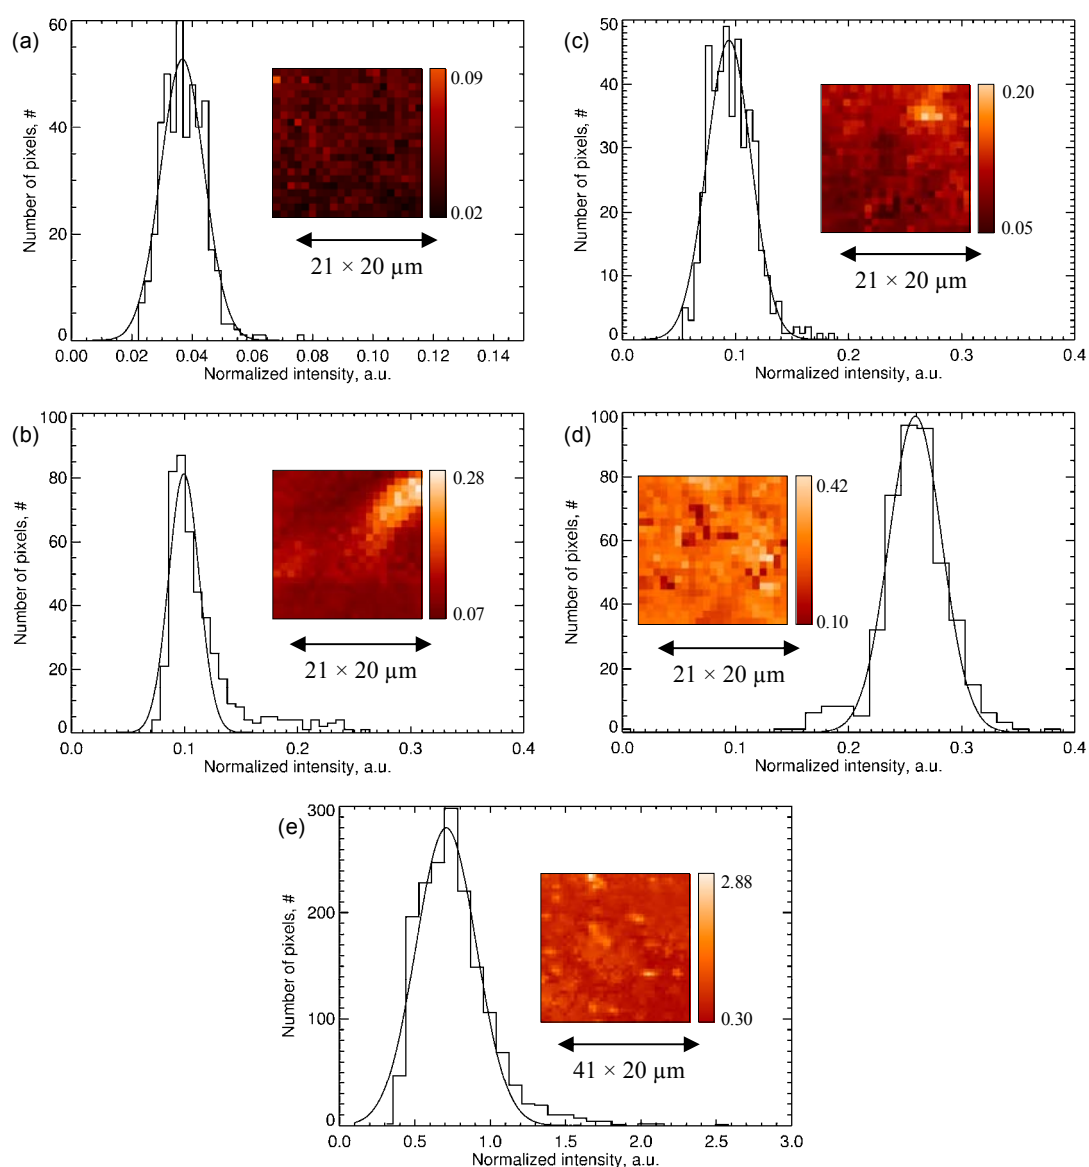 (a)
Number of pixels, #
60
40
20
0
0.09
0.02
21 × 20 µm
0.00 0.02 0.04 0.06 0.08 0.10 0.12 0.14
Normalized intensity, a.u.
(c)
Number of pixels, #
50
40
30
20
10
0
0.20
0.05
21 × 20 µm
0.0 0.1 0.2 0.3 0.4
Normalized intensity, a.u.
(b)
Number of pixels, #
100
80
60
40
20
0
0.28
0.07
21 × 20 µm
0.0 0.1 0.2 0.3 0.4
Normalized intensity, a.u.
(d)
Number of pixels, #
100
80
60
40
20
0
0.42
0.10
21 × 20 µm
0.0 0.1 0.2 0.3 0.4
Normalized intensity, a.u.
(e)
Number of pixels, #
300
200
100
0
2.88
0.30
41 × 20 µm
0.0 0.5 1.0 1.5 2.0 2.5 3.0
Normalized intensity, a.u.